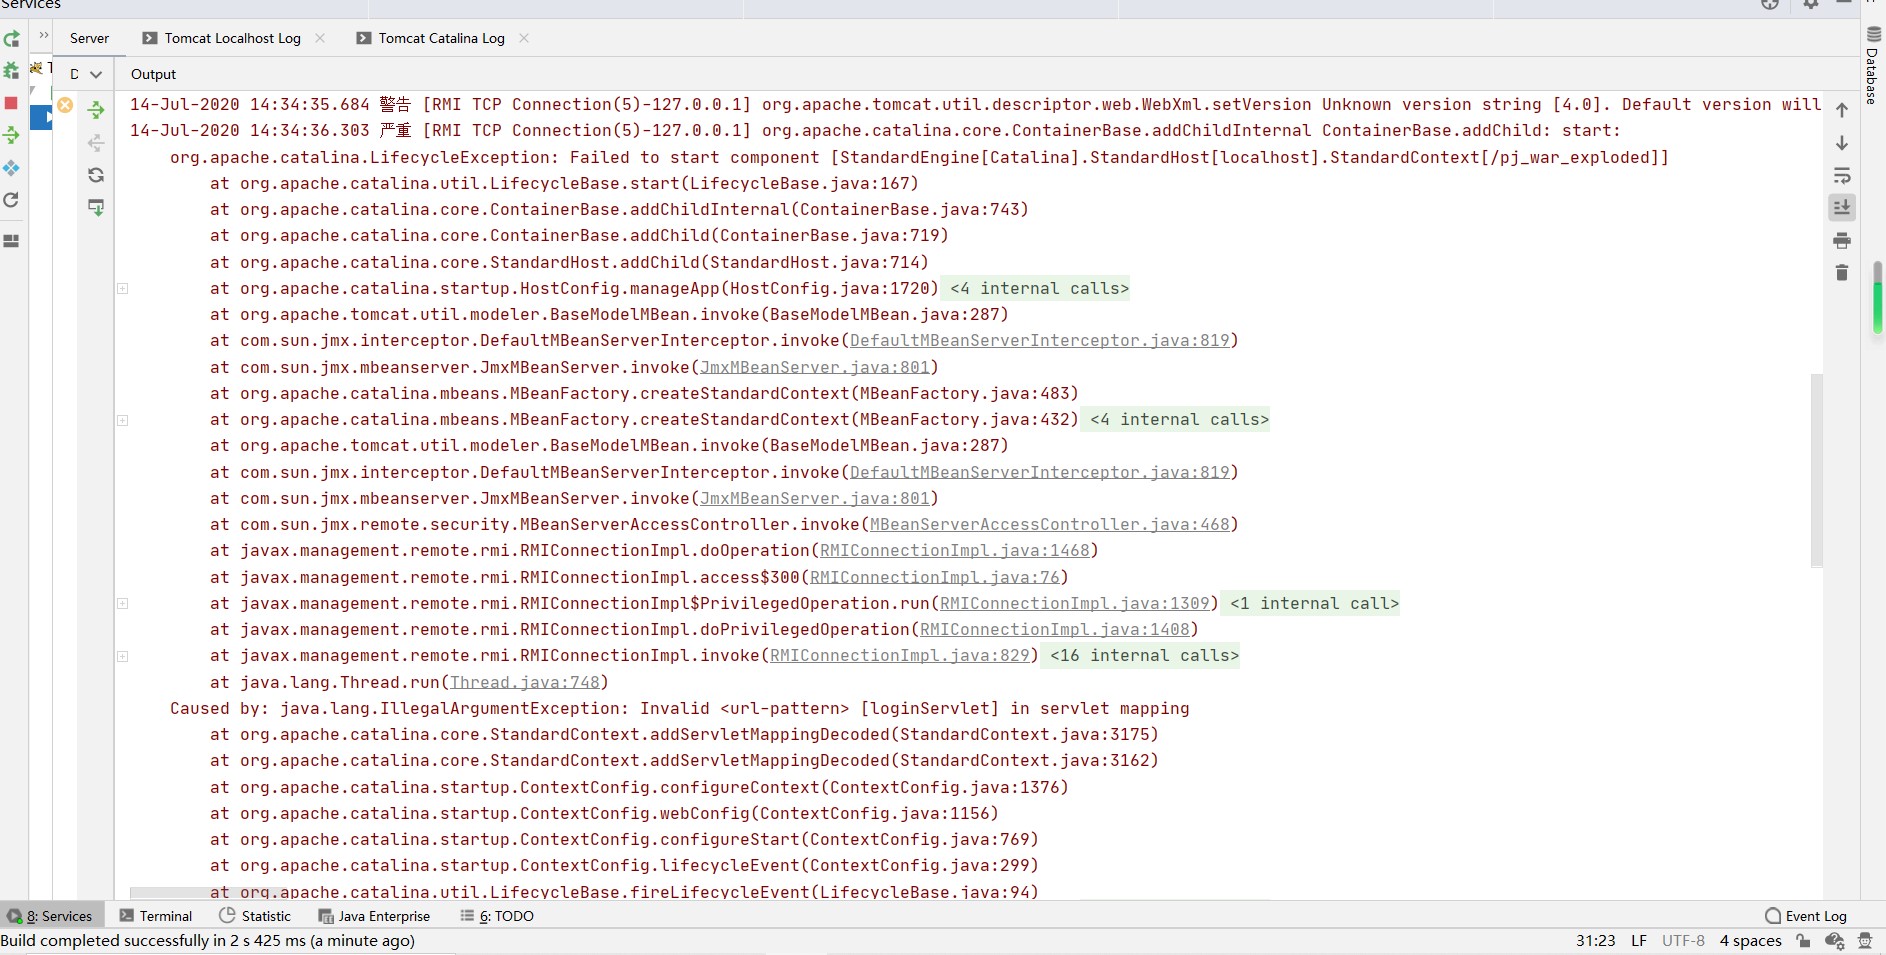 Services
Server
Tomcat Localhost Log
Tomcat Catalina Log
Database
D
Output
14-Jul-2020 14:34:35.684 警告 [RMI TCP Connection(5)-127.0.0.1] org.apache.tomcat.util.descriptor.web.WebXml.setVersion Unknown version string [4.0]. Default version will
14-Jul-2020 14:34:36.303 严重 [RMI TCP Connection(5)-127.0.0.1] org.apache.catalina.core.ContainerBase.addChildInternal ContainerBase.addChild: start:
org.apache.catalina.LifecycleException: Failed to start component [StandardEngine[Catalina].StandardHost[localhost].StandardContext[/pj_war_exploded]]
at org.apache.catalina.util.LifecycleBase.start(LifecycleBase.java:167)
at org.apache.catalina.core.ContainerBase.addChildInternal(ContainerBase.java:743)
at org.apache.catalina.core.ContainerBase.addChild(ContainerBase.java:719)
at org.apache.catalina.core.StandardHost.addChild(StandardHost.java:714)
at org.apache.catalina.startup.HostConfig.manageApp(HostConfig.java:1720) <4 internal calls>
at org.apache.tomcat.util.modeler.BaseModelMBean.invoke(BaseModelMBean.java:287)
at com.sun.jmx.interceptor.DefaultMBeanServerInterceptor.invoke(DefaultMBeanServerInterceptor.java:819)
at com.sun.jmx.mbeanserver.JmxMBeanServer.invoke(JmxMBeanServer.java:801)
at org.apache.catalina.mbeans.MBeanFactory.createStandardContext(MBeanFactory.java:483)
at org.apache.catalina.mbeans.MBeanFactory.createStandardContext(MBeanFactory.java:432) <4 internal calls>
at org.apache.tomcat.util.modeler.BaseModelMBean.invoke(BaseModelMBean.java:287)
at com.sun.jmx.interceptor.DefaultMBeanServerInterceptor.invoke(DefaultMBeanServerInterceptor.java:819)
at com.sun.jmx.mbeanserver.JmxMBeanServer.invoke(JmxMBeanServer.java:801)
at com.sun.jmx.remote.security.MBeanServerAccessController.invoke(MBeanServerAccessController.java:468)
at javax.management.remote.rmi.RMIConnectionImpl.doOperation(RMIConnectionImpl.java:1468)
at javax.management.remote.rmi.RMIConnectionImpl.access$300(RMIConnectionImpl.java:76)
at javax.management.remote.rmi.RMIConnectionImpl$PrivilegedOperation.run(RMIConnectionImpl.java:1309) <1 internal call>
at javax.management.remote.rmi.RMIConnectionImpl.doPrivilegedOperation(RMIConnectionImpl.java:1408)
at javax.management.remote.rmi.RMIConnectionImpl.invoke(RMIConnectionImpl.java:829) <16 internal calls>
at java.lang.Thread.run(Thread.java:748)
Caused by: java.lang.IllegalArgumentException: Invalid <url-pattern> [loginServlet] in servlet mapping
at org.apache.catalina.core.StandardContext.addServletMappingDecoded(StandardContext.java:3175)
at org.apache.catalina.core.StandardContext.addServletMappingDecoded(StandardContext.java:3162)
at org.apache.catalina.startup.ContextConfig.configureContext(ContextConfig.java:1376)
at org.apache.catalina.startup.ContextConfig.webConfig(ContextConfig.java:1156)
at org.apache.catalina.startup.ContextConfig.configureStart(ContextConfig.java:769)
at org.apache.catalina.startup.ContextConfig.lifecycleEvent(ContextConfig.java:299)
at org.apache.catalina.util.LifecycleBase.fireLifecycleEvent(LifecycleBase.java:94)
8: Services
Terminal
Statistic
Java Enterprise
6: TODO
Event Log
Build completed successfully in 2 s 425 ms (a minute ago)
31:23 LF UTF-8 4 spaces